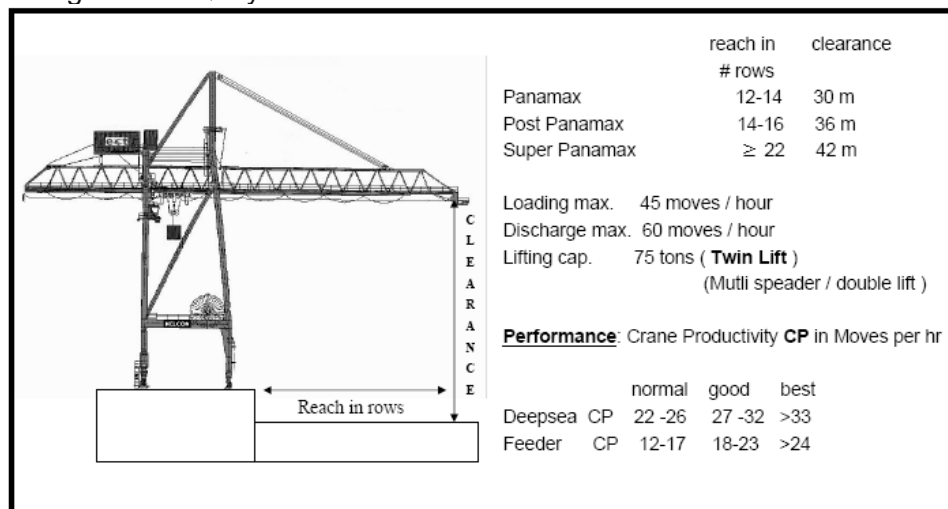 reach in clearance
# rows
Panamax 12-14 30 m
Post Panamax 14-16 36 m
Super Panamax ≥ 22 42 m
Loading max. 45 moves / hour
Discharge max. 60 moves / hour
Lifting cap. 75 tons ( Twin Lift )
(Mutli speader / double lift )
Performance: Crane Productivity CP in Moves per hr
normal good best
Deepsea CP 22 -26 27 -32 >33
Feeder CP 12-17 18-23 >24
CLEARANCE
Reach in rows